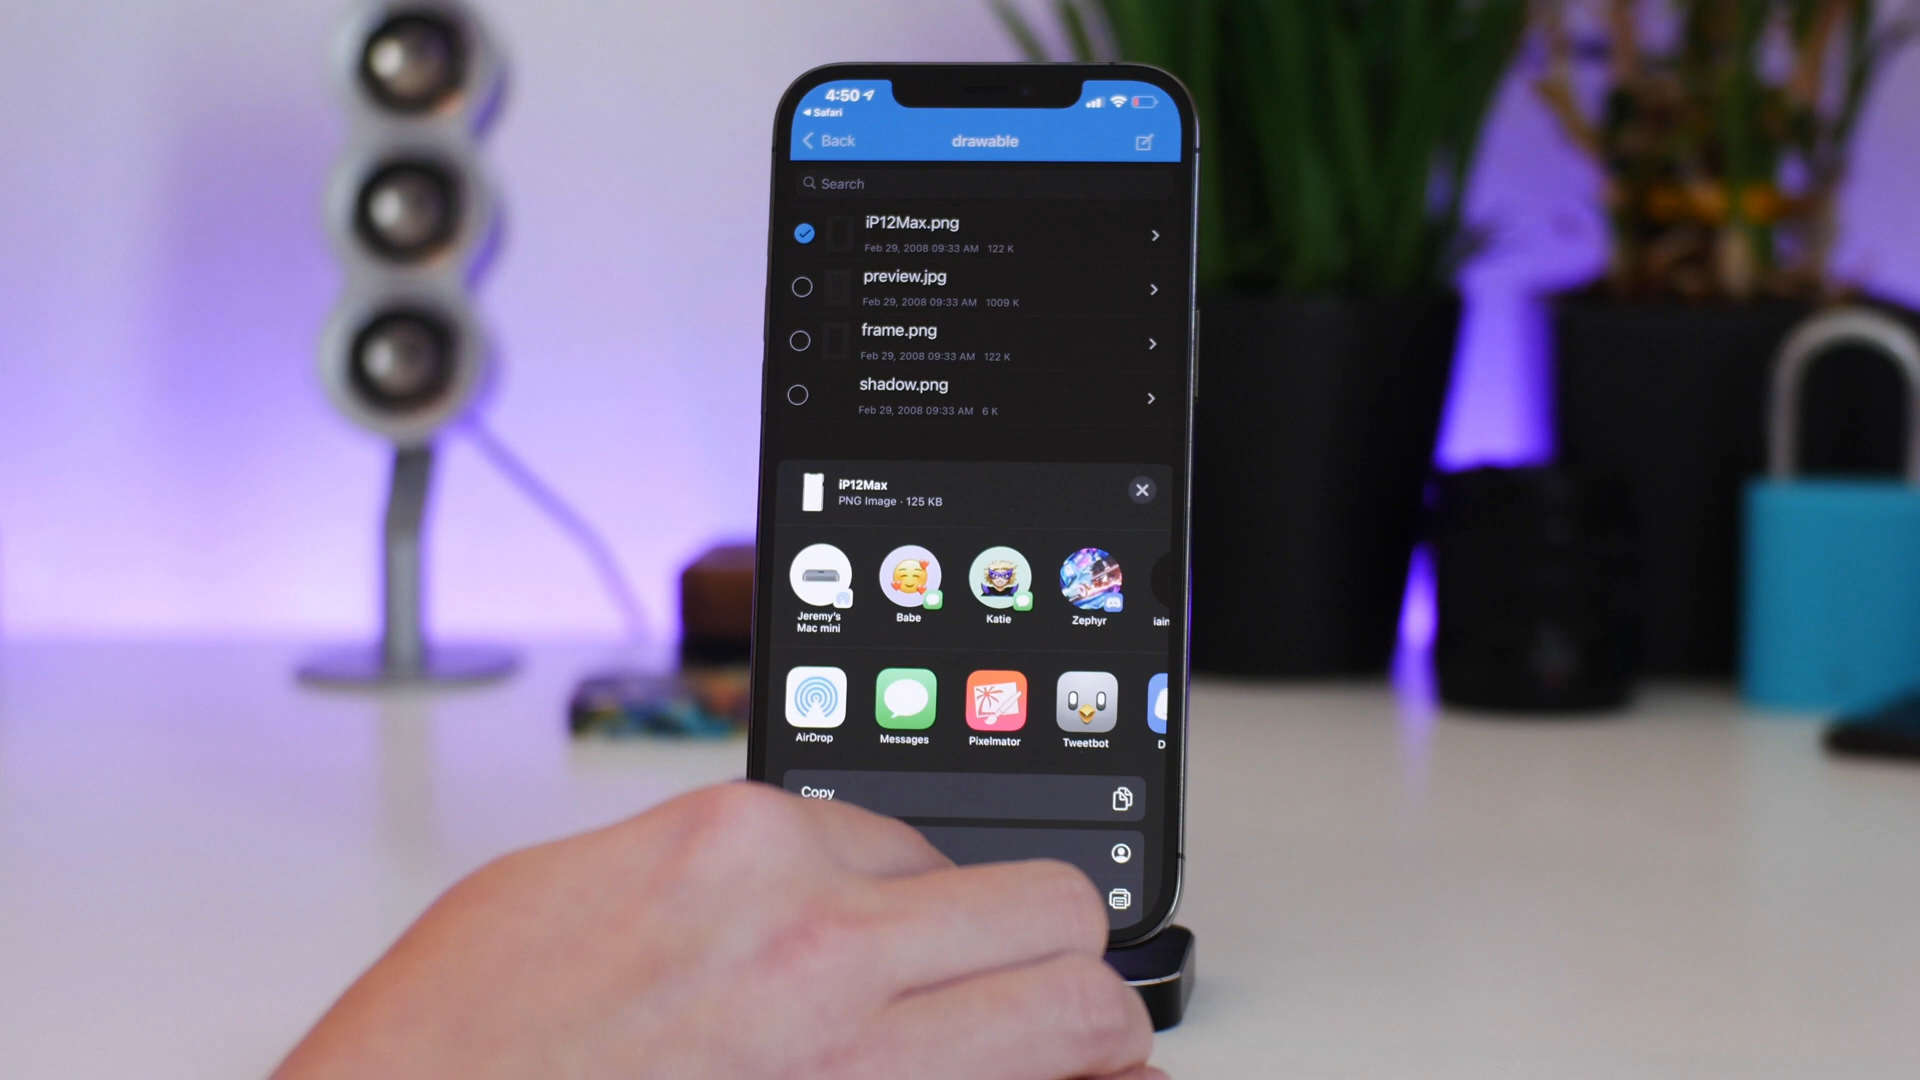 4:50
◀ Safari
Back
drawable
Search
iP12Max.png
Feb 29, 2008 09:33 AM 122 K
preview.jpg
Feb 29, 2008 09:33 AM 1009 K
frame.png
Feb 29, 2008 09:33 AM 122 K
shadow.png
Feb 29, 2008 09:33 AM 6 K
iP12Max
PNG Image · 125 KB
Jeremy's
Mac mini
Babe
Katie
Zephyr
iain
AirDrop
Messages
Pixelmator
Tweetbot
D
Copy